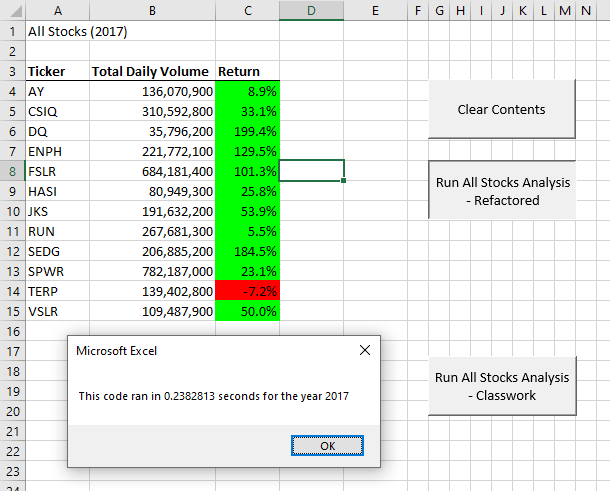 A B C D E F G H I J K L M N
1 All Stocks (2017)
2
3 Ticker Total Daily Volume Return
4 AY 136,070,900 8.9%
5 CSIQ 310,592,800 33.1%
6 DQ 35,796,200 199.4%
7 ENPH 221,772,100 129.5%
8 FSLR 684,181,400 101.3%
9 HASI 80,949,300 25.8%
10 JKS 191,632,200 53.9%
11 RUN 267,681,300 5.5%
12 SEDG 206,885,200 184.5%
13 SPWR 782,187,000 23.1%
14 TERP 139,402,800 -7.2%
15 VSLR 109,487,900 50.0%
16
17
18
19
20
21
22
23
24
Clear Contents
Run All Stocks Analysis
- Refactored
Run All Stocks Analysis
- Classwork
Microsoft Excel
This code ran in 0.2382813 seconds for the year 2017
OK